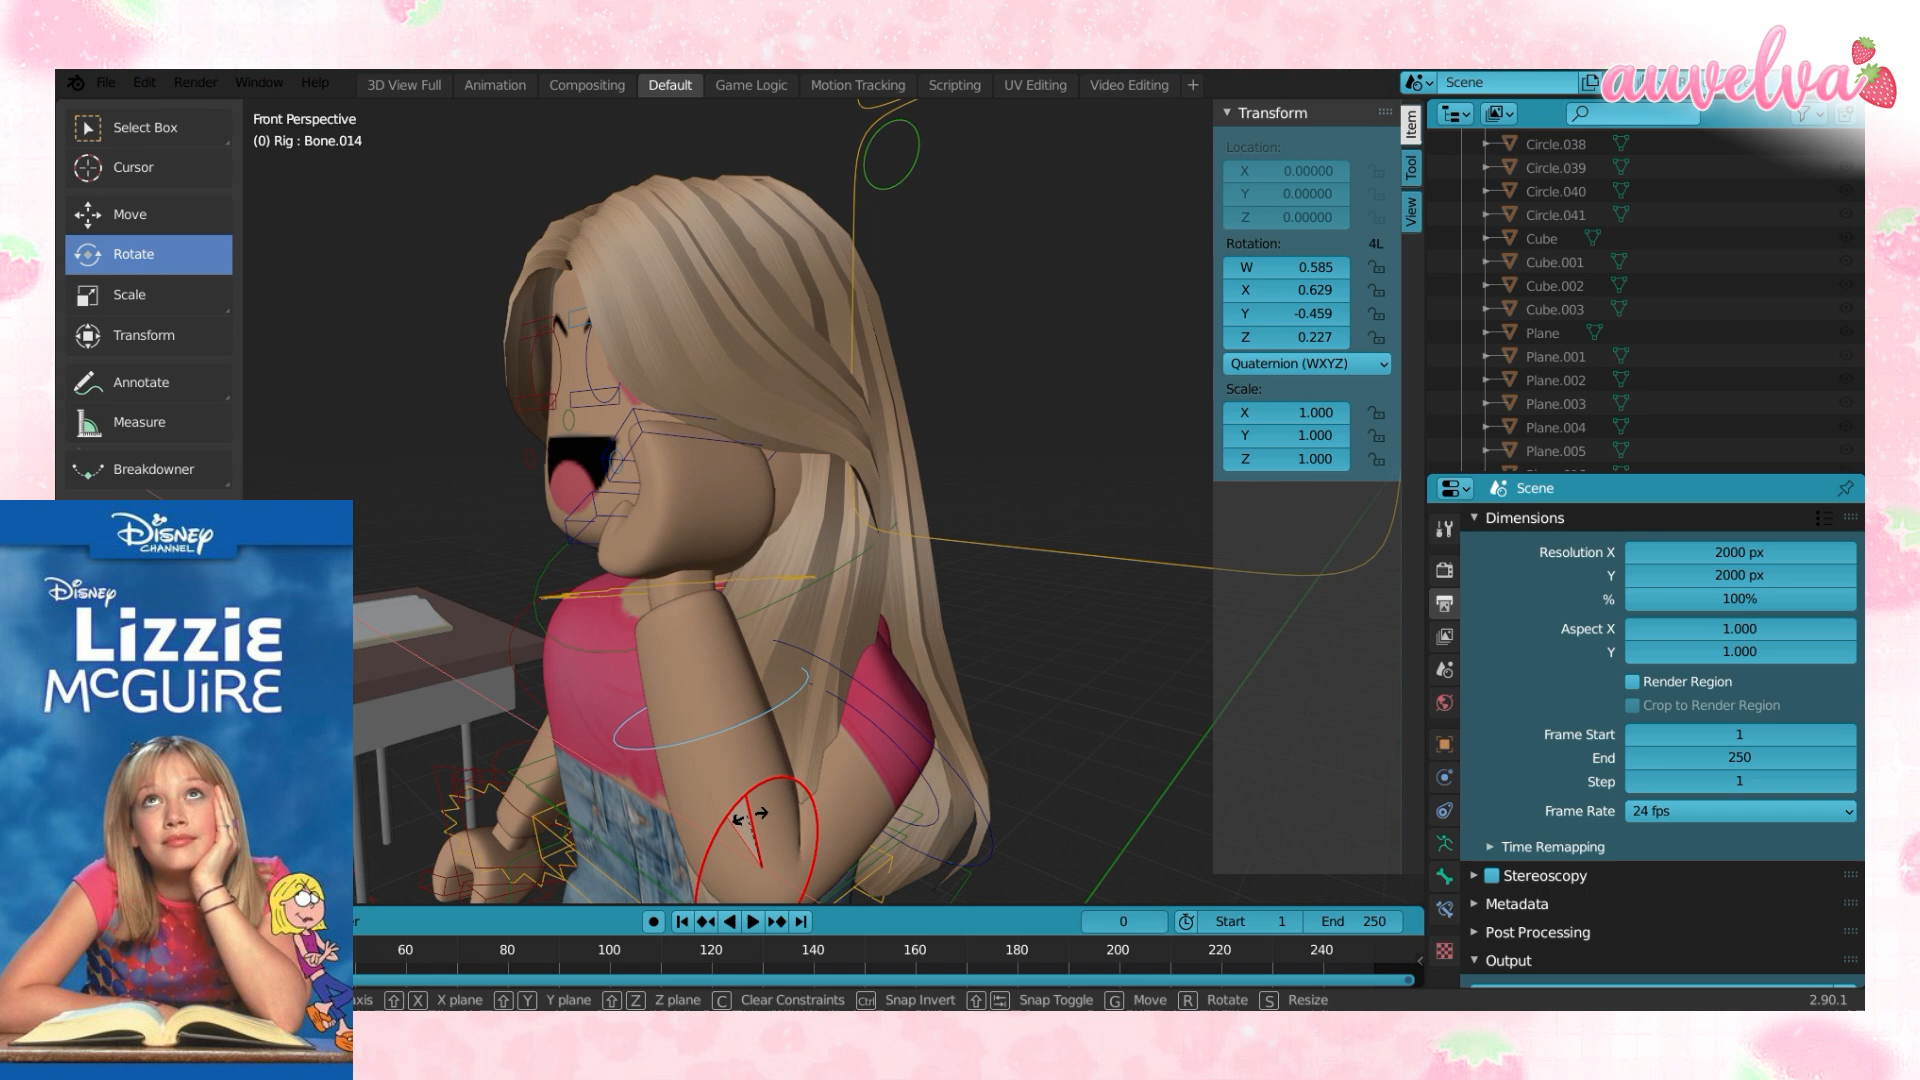 auvelva
File Edit Render Window Help
3D View Full Animation Compositing Default Game Logic Motion Tracking Scripting UV Editing Video Editing +
Scene
Select Box
Cursor
Move
Rotate
Scale
Transform
Annotate
Measure
Breakdowner
Front Perspective
(0) Rig : Bone.014
Transform
Location:
X 0.00000
Y 0.00000
Z 0.00000
Rotation: 4L
W 0.585
X 0.629
Y -0.459
Z 0.227
Quaternion (WXYZ)
Scale:
X 1.000
Y 1.000
Z 1.000
Item
Tool
View
Circle.038
Circle.039
Circle.040
Circle.041
Cube
Cube.001
Cube.002
Cube.003
Plane
Plane.001
Plane.002
Plane.003
Plane.004
Plane.005
Scene
Dimensions
Resolution X 2000 px
Y 2000 px
% 100%
Aspect X 1.000
Y 1.000
Render Region
Crop to Render Region
Frame Start 1
End 250
Step 1
Frame Rate 24 fps
Time Remapping
Stereoscopy
Metadata
Post Processing
Output
Disney
CHANNEL
Disney
Lizzie
McGuire
0 Start 1 End 250
60 80 100 120 140 160 180 200 220 240
X X plane Y Y plane Z Z plane C Clear Constraints Ctrl Snap Invert Snap Toggle G Move R Rotate S Resize
2.90.1